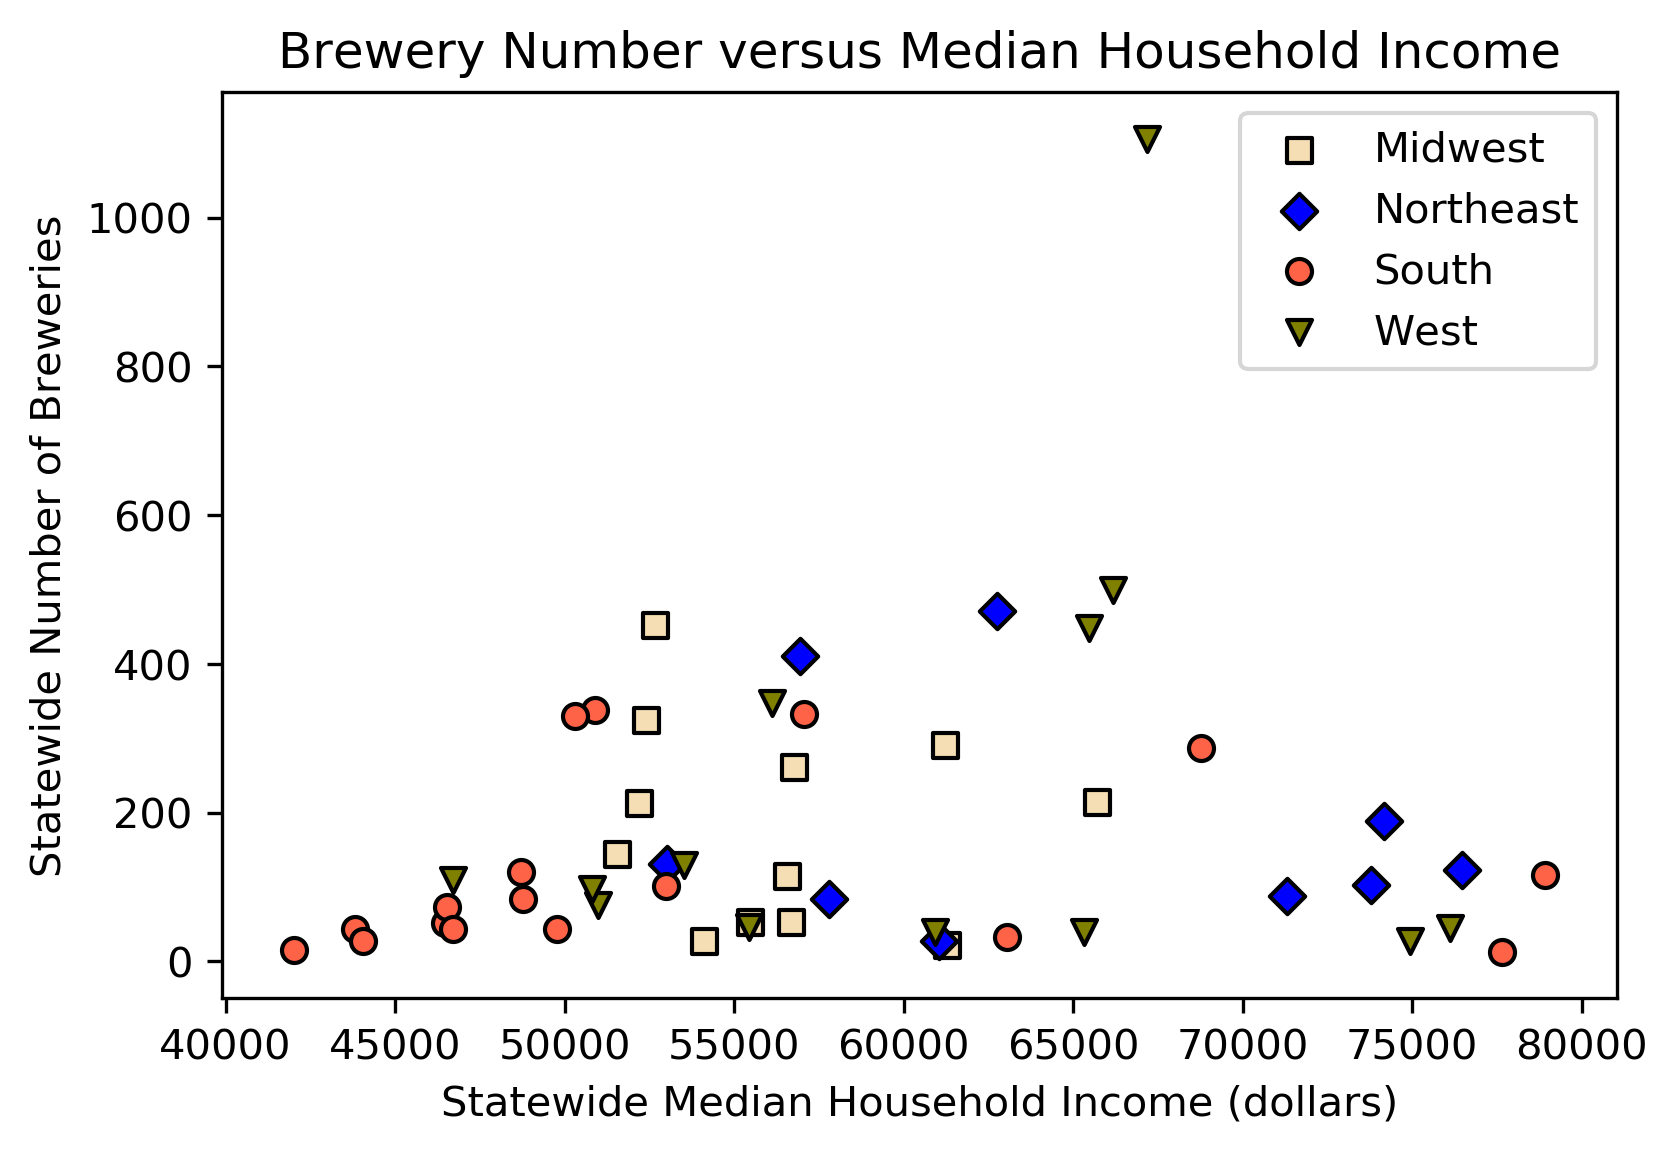 Brewery Number versus Median Household Income
Midwest
Northeast
South
West
Statewide Number of Breweries
1000
800
600
400
200
0
40000 45000 50000 55000 60000 65000 70000 75000 80000
Statewide Median Household Income (dollars)